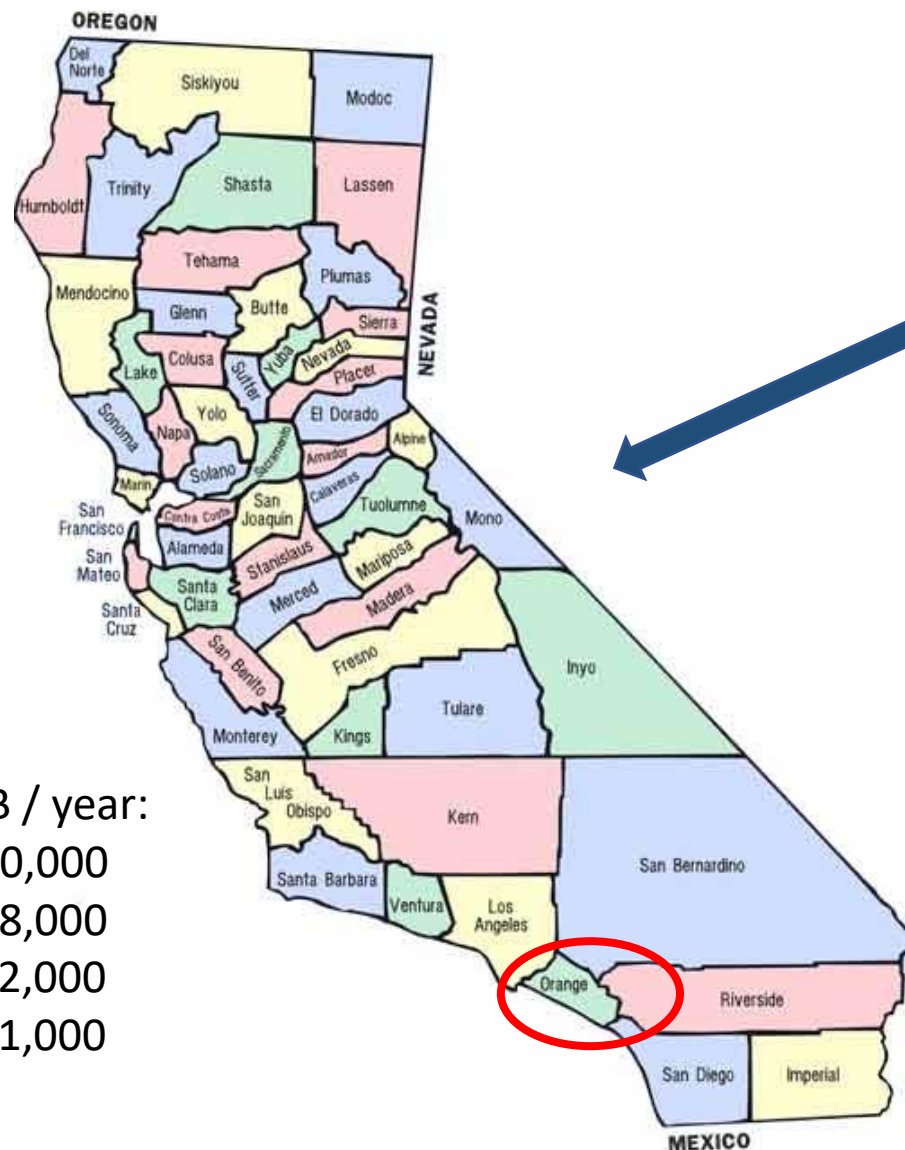 OREGON
Del
Norte
Siskiyou
Modoc
Humboldt
Trinity
Shasta
Lassen
Tehama
Plumas
Mendocino
Glenn
Butte
Sierra
NEVADA
Lake
Colusa
Sutter
Yuba
Nevada
Placer
Sonoma
Napa
Yolo
El Dorado
Marin
Solano
Sacramento
Amador
Alpine
San
Francisco
Contra Costa
San
Joaquin
Calaveras
Tuolumne
Mono
San
Mateo
Alameda
Stanislaus
Mariposa
Santa
Cruz
Santa
Clara
Merced
Madera
San Benito
Fresno
Inyo
Monterey
Kings
Tulare
San
Luis
Obispo
Kern
San Bernardino
Santa Barbara
Ventura
Los
Angeles
Orange
Riverside
San Diego
Imperial
MEXICO
/ year:
0,000
8,000
2,000
1,000